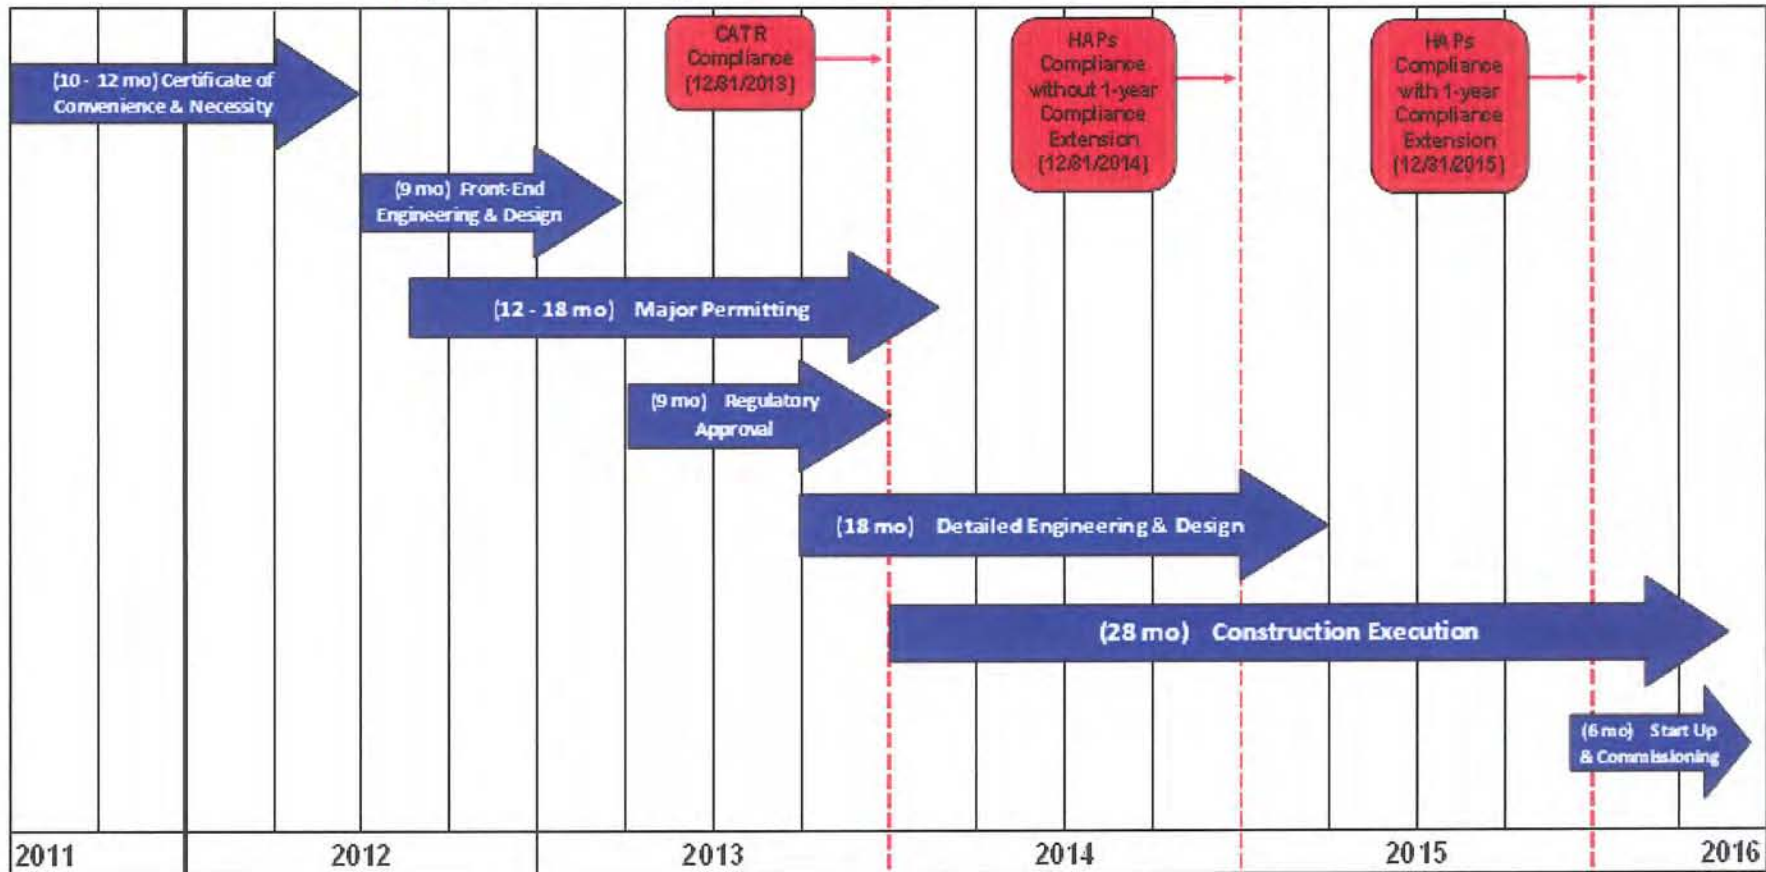 CATR
Compliance
(12/31/2013)
HAPs
Compliance
without 1-year
Compliance
Extension
(12/31/2014)
HAPs
Compliance
with 1-year
Compliance
Extension
(12/31/2015)
(10 - 12 mo) Certificate of
Convenience & Necessity
(9 mo) Front-End
Engineering & Design
(12 - 18 mo) Major Permitting
(9 mo) Regulatory
Approval
(18 mo) Detailed Engineering & Design
(28 mo) Construction Execution
(6 mo) Start Up
& Commissioning
2011 2012 2013 2014 2015 2016